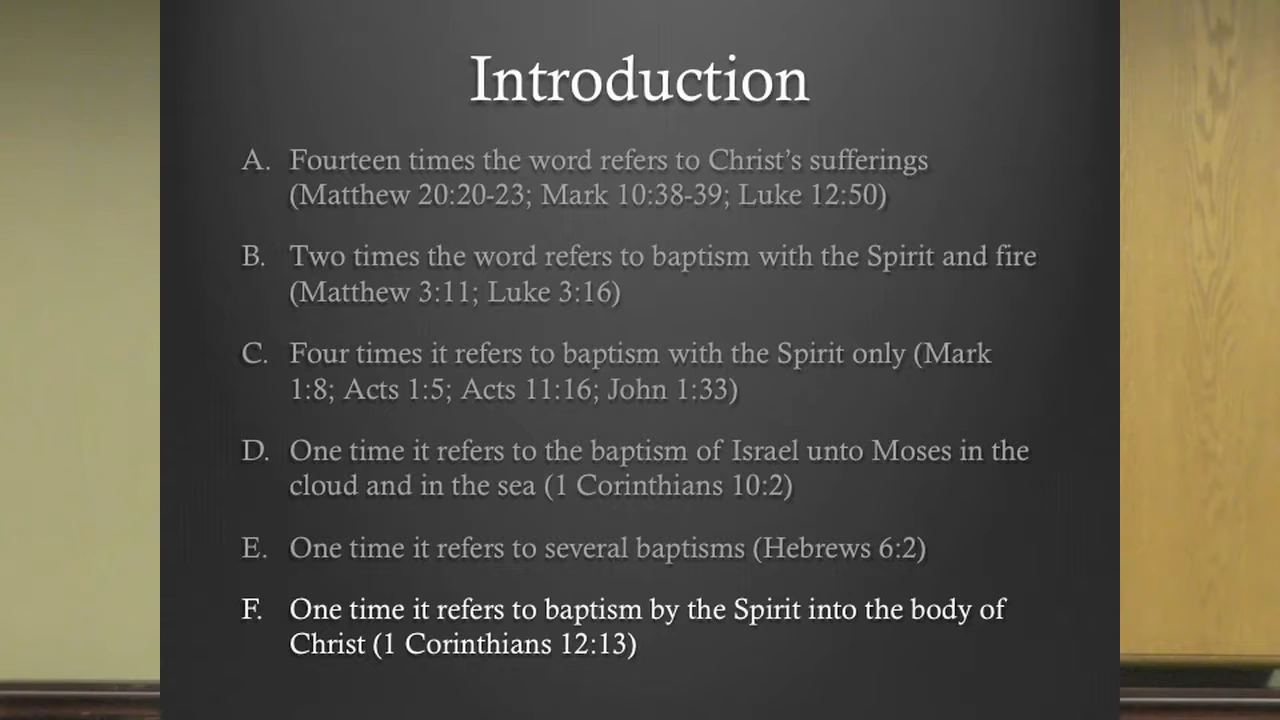 Introduction
A. Fourteen times the word refers to Christ’s sufferings
(Matthew 20:20-23; Mark 10:38-39; Luke 12:50)
B. Two times the word refers to baptism with the Spirit and fire
(Matthew 3:11; Luke 3:16)
C. Four times it refers to baptism with the Spirit only (Mark
1:8; Acts 1:5; Acts 11:16; John 1:33)
D. One time it refers to the baptism of Israel unto Moses in the
cloud and in the sea (1 Corinthians 10:2)
E. One time it refers to several baptisms (Hebrews 6:2)
F. One time it refers to baptism by the Spirit into the body of
Christ (1 Corinthians 12:13)